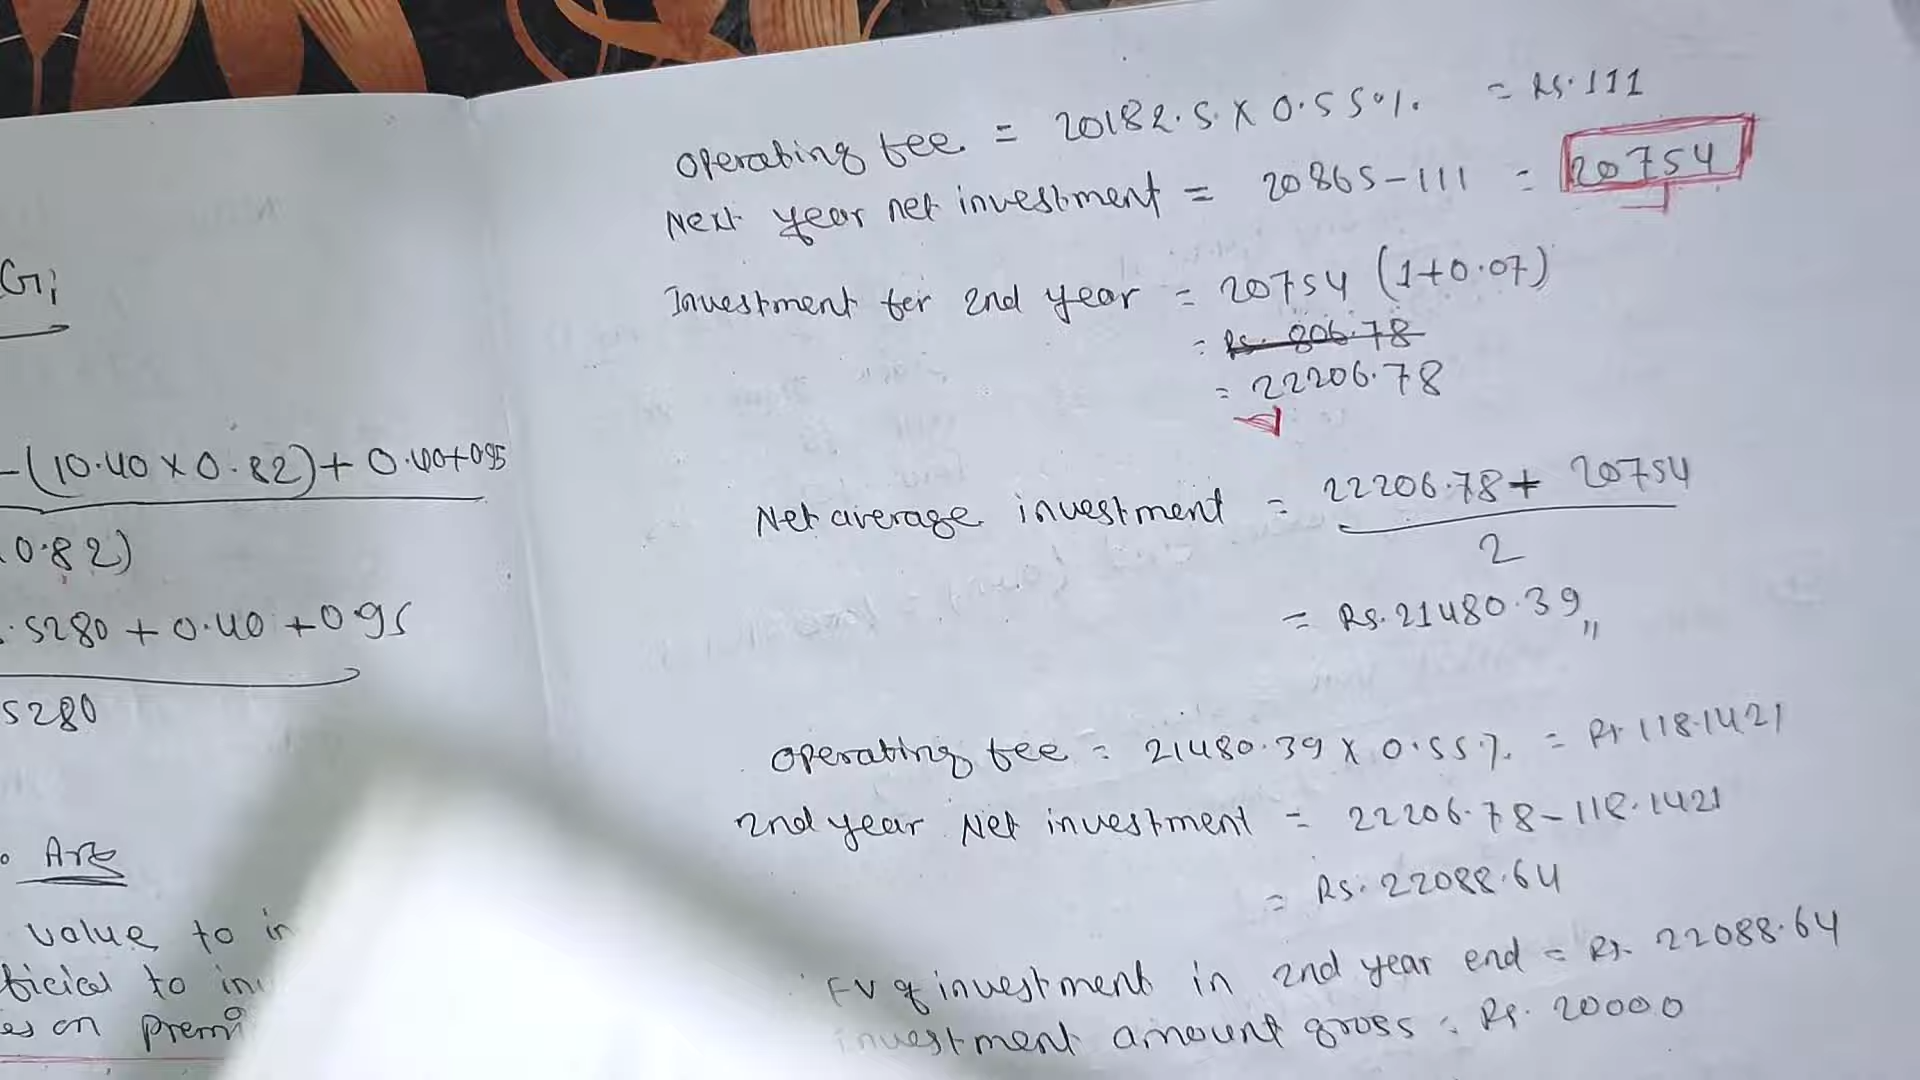 Gi
-(10.40 x 0.82) + 0.40+0.95
0.82)
.5280 + 0.40 + 0.95
5280
Ars
value to in
ficial to inv
es on premi
Operating fee = 20182.5 x 0.55% = Rs.111
Next year net investment = 20865-111 = 20754
Investment for 2nd year = 20754 (1+0.07)
= Rs. 806.78
= 22206.78
Net average investment = 22206.78 + 20754
2
= Rs.21480.39
Operating fee = 21480.39 x 0.55% = Rs 118.1421
2nd year Net investment = 22206.78-118.1421
= Rs. 22088.64
FV of investment in 2nd year end = Rs. 22088.64
investment amount gross = Rs. 20000